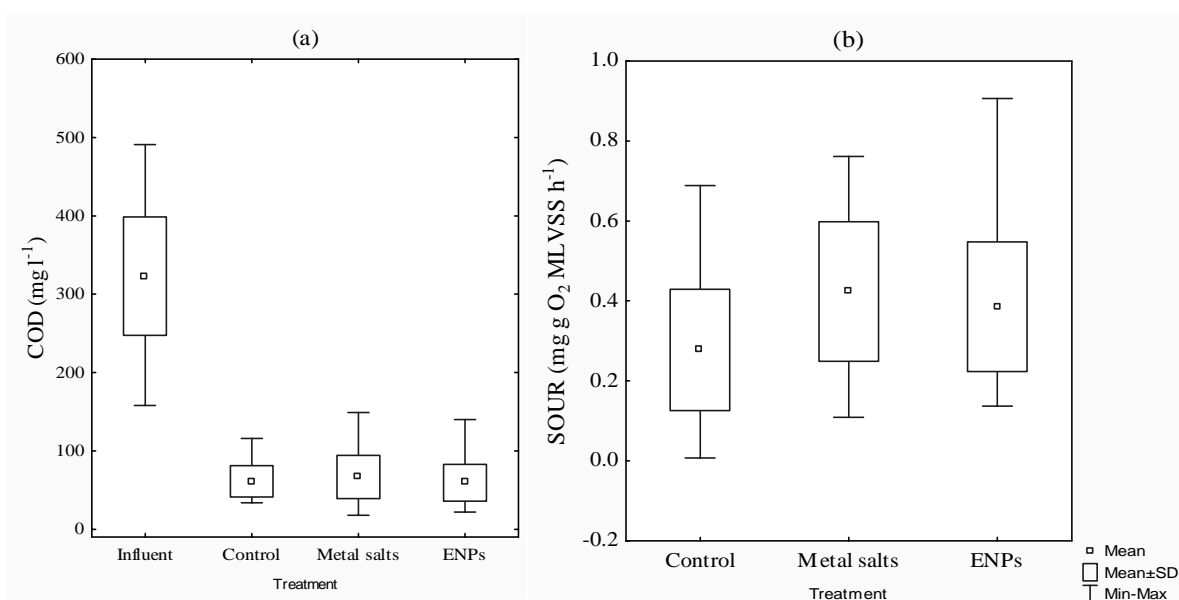 (a)
600
500
400
300
200
100
0
COD (mg l-1)
Influent Control Metal salts ENPs
Treatment
(b)
1.0
0.8
0.6
0.4
0.2
0.0
-0.2
SOUR (mg g O2 MLVSS h-1)
Control Metal salts ENPs
Treatment
Mean
Mean±SD
Min-Max